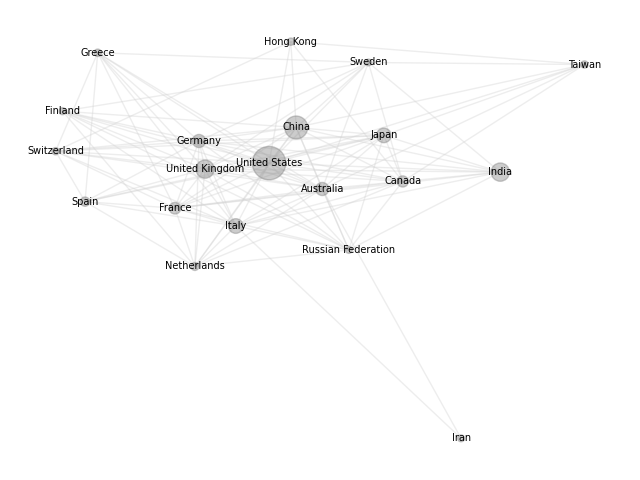 Hong Kong
Greece
Sweden
Taiwan
Finland
China
Japan
Germany
Switzerland
United States
United Kingdom
India
Canada
Australia
Spain
France
Italy
Russian Federation
Netherlands
Iran